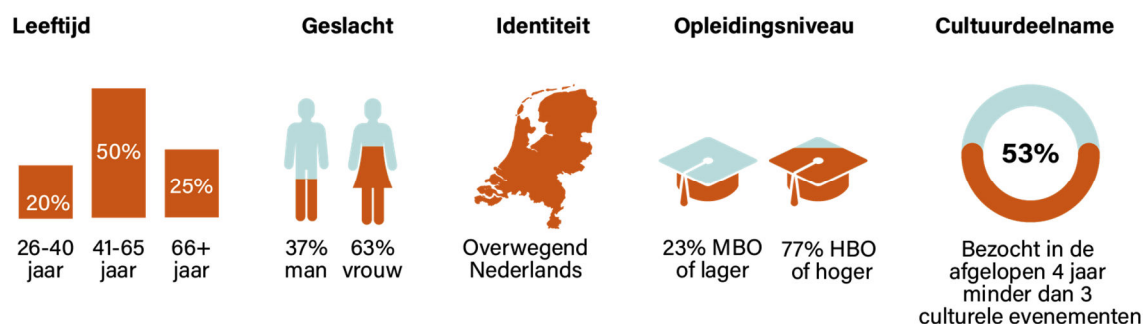 Leeftijd
20%
50%
25%
26-40
jaar
41-65
jaar
66+
jaar
Geslacht
37%
man
63%
vrouw
Identiteit
Overwegend
Nederlands
Opleidingsniveau
23% MBO
of lager
77% HBO
of hoger
Cultuurdeelname
53%
Bezocht in de
afgelopen 4 jaar
minder dan 3
culturele evenementen